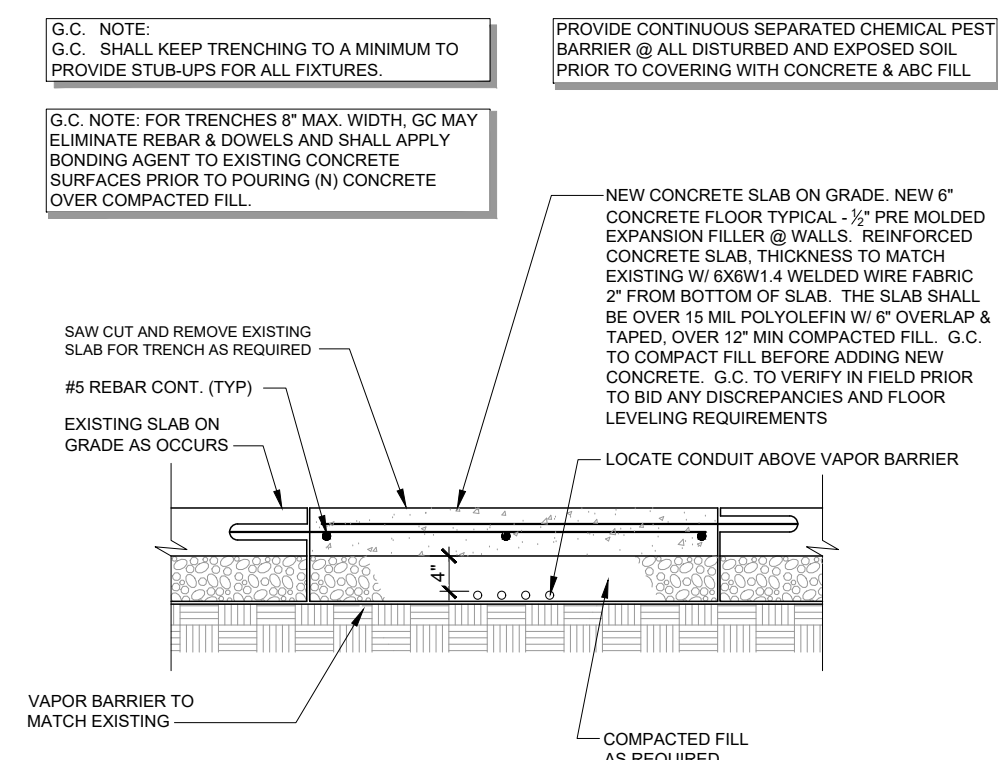 G.C. NOTE:
G.C. SHALL KEEP TRENCHING TO A MINIMUM TO
PROVIDE STUB-UPS FOR ALL FIXTURES.
PROVIDE CONTINUOUS SEPARATED CHEMICAL PEST
BARRIER @ ALL DISTURBED AND EXPOSED SOIL
PRIOR TO COVERING WITH CONCRETE & ABC FILL
G.C. NOTE: FOR TRENCHES 8" MAX. WIDTH, GC MAY
ELIMINATE REBAR & DOWELS AND SHALL APPLY
BONDING AGENT TO EXISTING CONCRETE
SURFACES PRIOR TO POURING (N) CONCRETE
OVER COMPACTED FILL.
NEW CONCRETE SLAB ON GRADE. NEW 6"
CONCRETE FLOOR TYPICAL - ½" PRE MOLDED
EXPANSION FILLER @ WALLS. REINFORCED
CONCRETE SLAB, THICKNESS TO MATCH
EXISTING W/ 6X6W1.4 WELDED WIRE FABRIC
2" FROM BOTTOM OF SLAB. THE SLAB SHALL
BE OVER 15 MIL POLYOLEFIN W/ 6" OVERLAP &
TAPED, OVER 12" MIN COMPACTED FILL. G.C.
TO COMPACT FILL BEFORE ADDING NEW
CONCRETE. G.C. TO VERIFY IN FIELD PRIOR
TO BID ANY DISCREPANCIES AND FLOOR
LEVELING REQUIREMENTS
SAW CUT AND REMOVE EXISTING
SLAB FOR TRENCH AS REQUIRED
#5 REBAR CONT. (TYP)
EXISTING SLAB ON
GRADE AS OCCURS
LOCATE CONDUIT ABOVE VAPOR BARRIER
4"
VAPOR BARRIER TO
MATCH EXISTING
COMPACTED FILL
AS REQUIRED